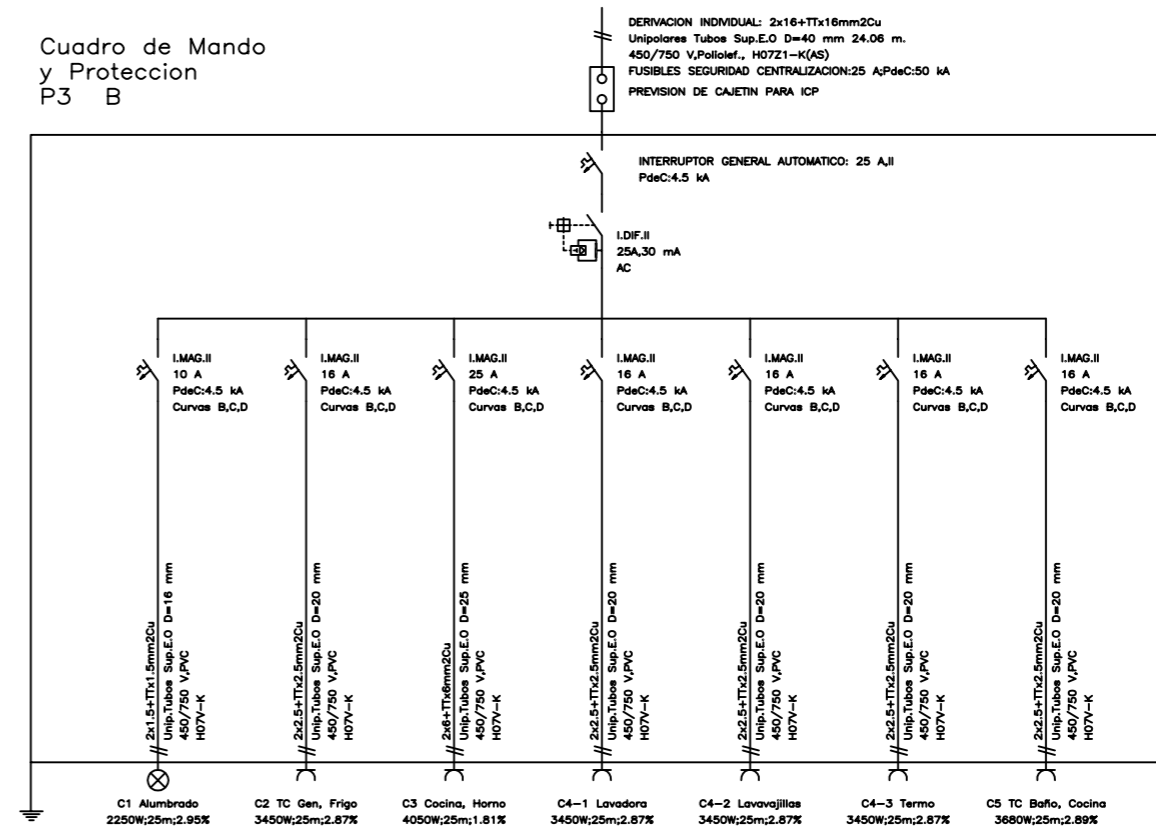 Cuadro de Mando
y Proteccion
P3 B
DERIVACION INDIVIDUAL: 2x16+TTx16mm2Cu
Unipolares Tubos Sup.E.O D=40 mm 24.06 m.
450/750 V,Poliolef., H07Z1-K(AS)
FUSIBLES SEGURIDAD CENTRALIZACION:25 A;PdeC:50 kA
PREVISION DE CAJETIN PARA ICP
INTERRUPTOR GENERAL AUTOMATICO: 25 A,II
PdeC:4.5 kA
I.DIF.II
25A,30 mA
AC
I.MAG.II
10 A
PdeC:4.5 kA
Curvas B,C,D
I.MAG.II
16 A
PdeC:4.5 kA
Curvas B,C,D
I.MAG.II
25 A
PdeC:4.5 kA
Curvas B,C,D
I.MAG.II
16 A
PdeC:4.5 kA
Curvas B,C,D
I.MAG.II
16 A
PdeC:4.5 kA
Curvas B,C,D
I.MAG.II
16 A
PdeC:4.5 kA
Curvas B,C,D
I.MAG.II
16 A
PdeC:4.5 kA
Curvas B,C,D
2x1.5+TTx1.5mm2Cu
Unip.Tubos Sup.E.O D=16 mm
450/750 V,PVC
H07V-K
2x2.5+TTx2.5mm2Cu
Unip.Tubos Sup.E.O D=20 mm
450/750 V,PVC
H07V-K
2x6+TTx6mm2Cu
Unip.Tubos Sup.E.O D=25 mm
450/750 V,PVC
H07V-K
2x2.5+TTx2.5mm2Cu
Unip.Tubos Sup.E.O D=20 mm
450/750 V,PVC
H07V-K
2x2.5+TTx2.5mm2Cu
Unip.Tubos Sup.E.O D=20 mm
450/750 V,PVC
H07V-K
2x2.5+TTx2.5mm2Cu
Unip.Tubos Sup.E.O D=20 mm
450/750 V,PVC
H07V-K
2x2.5+TTx2.5mm2Cu
Unip.Tubos Sup.E.O D=20 mm
450/750 V,PVC
H07V-K
C1 Alumbrado
2250W;25m;2.95%
C2 TC Gen, Frigo
3450W;25m;2.87%
C3 Cocina, Horno
4050W;25m;1.81%
C4-1 Lavadora
3450W;25m;2.87%
C4-2 Lavavajillas
3450W;25m;2.87%
C4-3 Termo
3450W;25m;2.87%
C5 TC Baño, Cocina
3680W;25m;2.89%